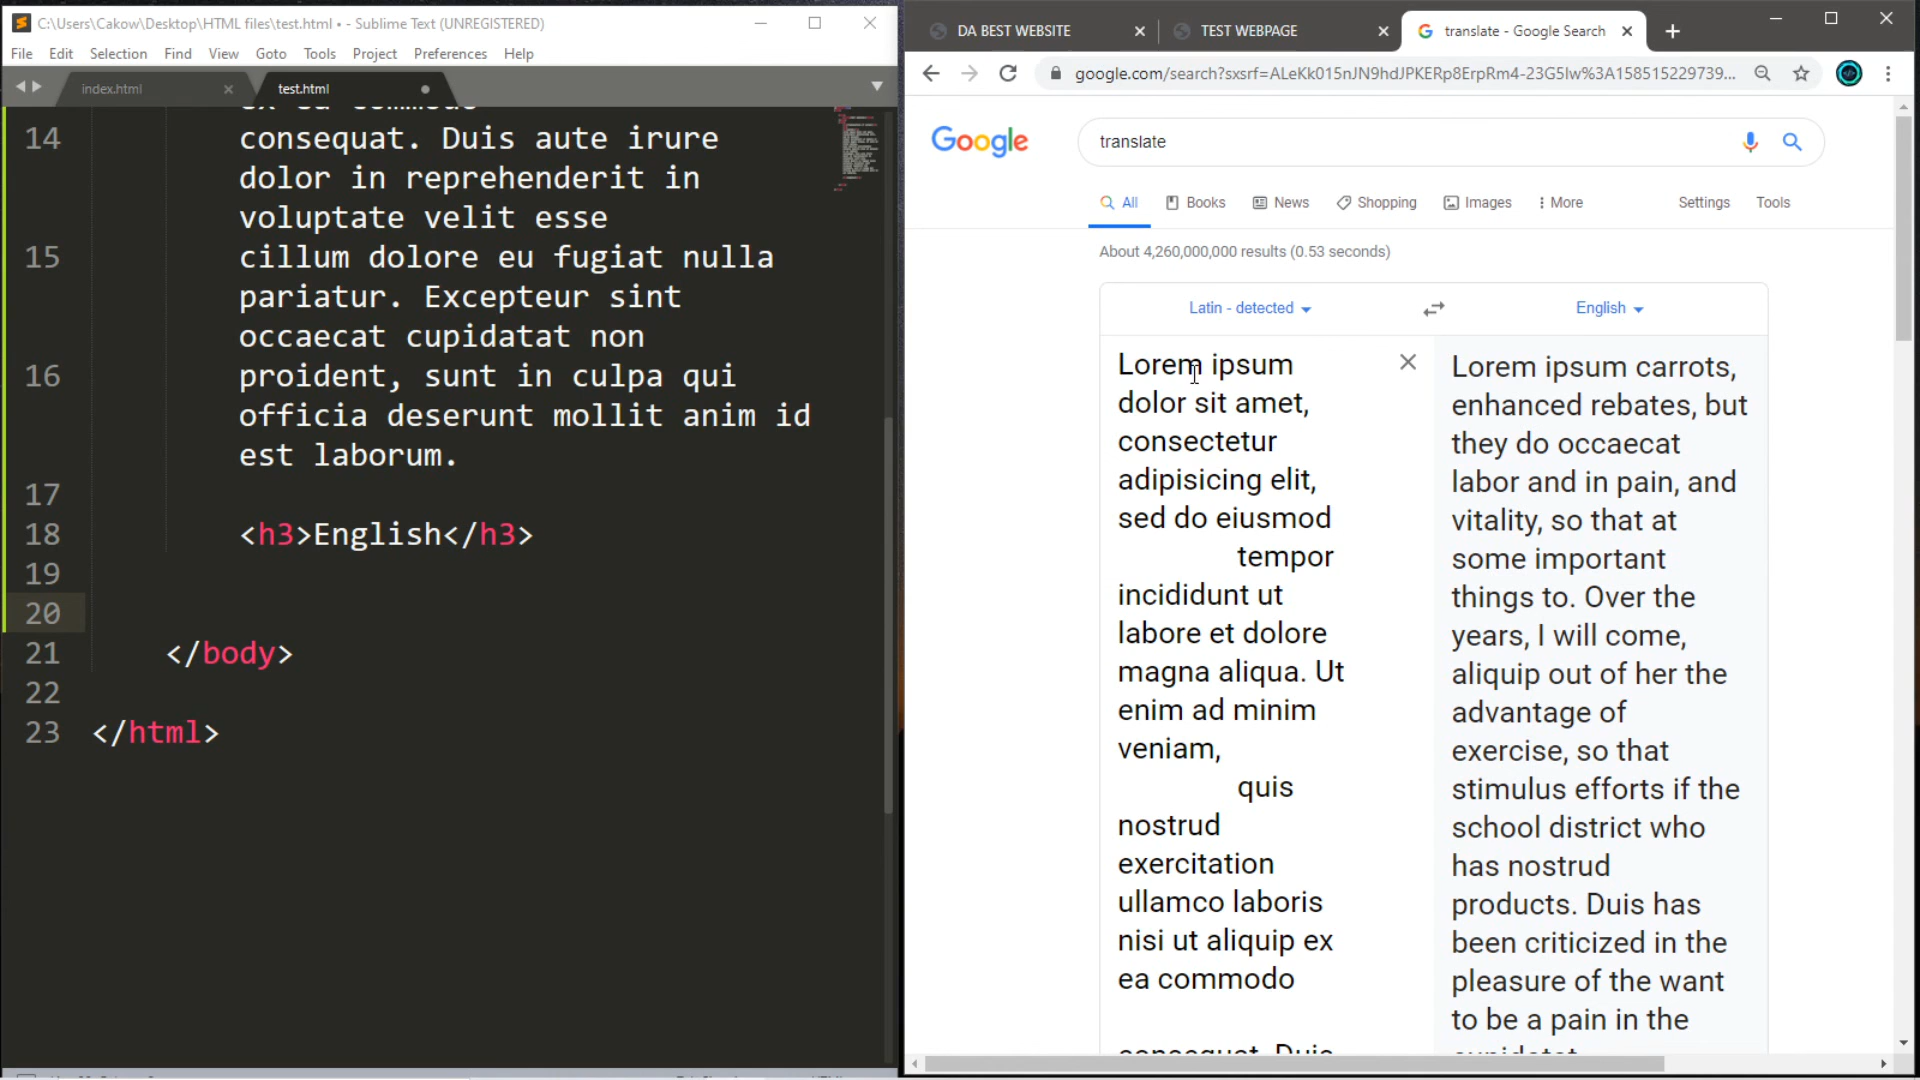 C:\Users\Cakow\Desktop\HTML files\test.html • - Sublime Text (UNREGISTERED)
File Edit Selection Find View Goto Tools Project Preferences Help
index.html test.html
14 consequat. Duis aute irure
dolor in reprehenderit in
voluptate velit esse
15 cillum dolore eu fugiat nulla
pariatur. Excepteur sint
occaecat cupidatat non
16 proident, sunt in culpa qui
officia deserunt mollit anim id
est laborum.
17
18 <h3>English</h3>
19
20
21 </body>
22
23 </html>
DA BEST WEBSITE TEST WEBPAGE translate - Google Search
google.com/search?sxsrf=ALeKk015nJN9hdJPKERp8ErpRm4-23G5lw%3A158515229739...
Google translate
All Books News Shopping Images More Settings Tools
About 4,260,000,000 results (0.53 seconds)
Latin - detected English
Lorem ipsum
dolor sit amet,
consectetur
adipisicing elit,
sed do eiusmod
tempor
incididunt ut
labore et dolore
magna aliqua. Ut
enim ad minim
veniam,
quis
nostrud
exercitation
ullamco laboris
nisi ut aliquip ex
ea commodo
consequat. Duis
Lorem ipsum carrots,
enhanced rebates, but
they do occaecat
labor and in pain, and
vitality, so that at
some important
things to. Over the
years, I will come,
aliquip out of her the
advantage of
exercise, so that
stimulus efforts if the
school district who
has nostrud
products. Duis has
been criticized in the
pleasure of the want
to be a pain in the